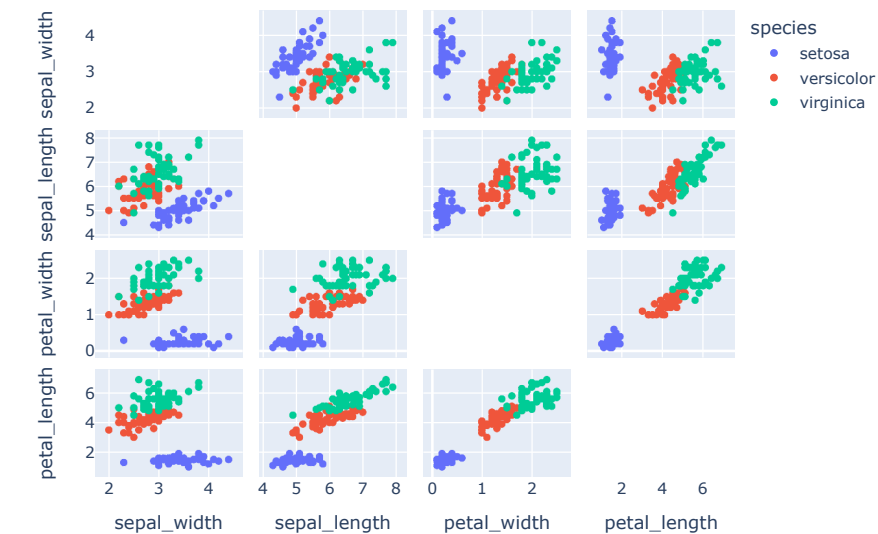 species
setosa
versicolor
virginica
sepal_width
4
3
2
sepal_length
8
7
6
5
4
petal_width
2
1
0
petal_length
6
4
2
2 3 4
4 5 6 7 8
0 1 2
2 4 6
sepal_width sepal_length petal_width petal_length